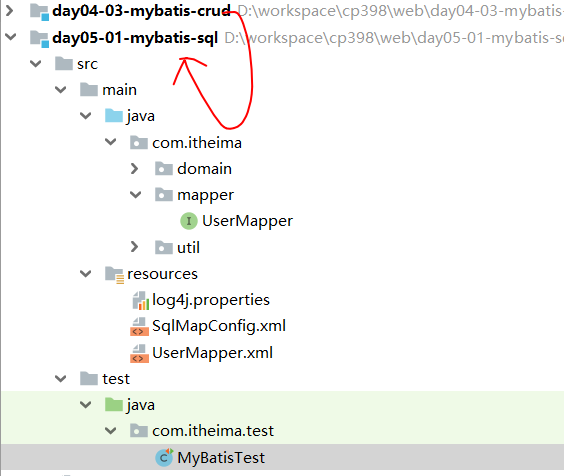 day04-03-mybatis-crud D:\workspace\cp398\web\day04-03-mybatis-
day05-01-mybatis-sql D:\workspace\cp398\web\day05-01-mybatis-s
src
main
java
com.itheima
domain
mapper
I UserMapper
util
resources
log4j.properties
SqlMapConfig.xml
UserMapper.xml
test
java
com.itheima.test
C MyBatisTest